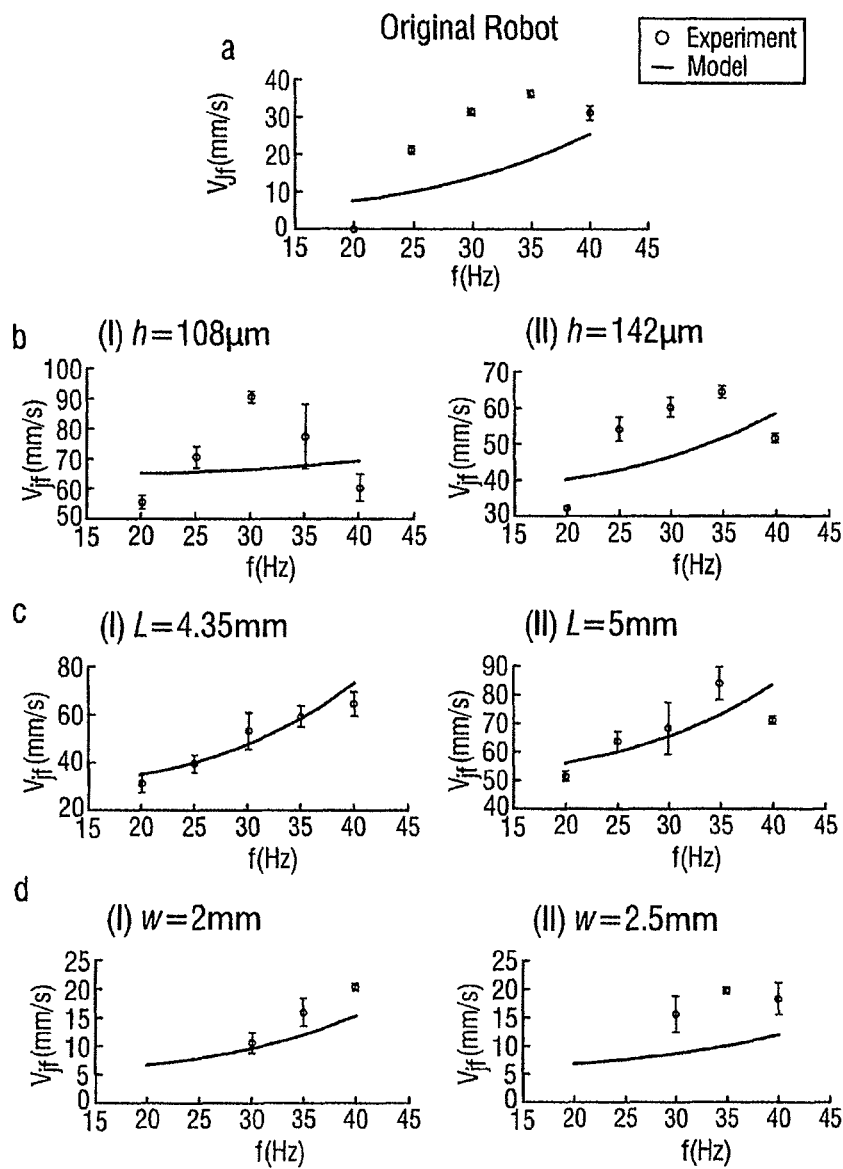 Original Robot
Experiment
Model
a
40
30
20
10
0
V_Jf(mm/s)
15 20 25 30 35 40 45
f(Hz)
b
(I) h=108µm
100
90
80
70
60
50
V_jf(mm/s)
15 20 25 30 35 40 45
f(Hz)
(II) h=142µm
70
60
50
40
30
V_jf(mm/s)
15 20 25 30 35 40 45
f(Hz)
c
(I) L=4.35mm
80
60
40
20
V_jf(mm/s)
15 20 25 30 35 40 45
f(Hz)
(II) L=5mm
90
80
70
60
50
40
V_jf(mm/s)
15 20 25 30 35 40 45
f(Hz)
d
(I) w=2mm
25
20
15
10
5
0
V_jf(mm/s)
15 20 25 30 35 40 45
f(Hz)
(II) w=2.5mm
25
20
15
10
5
0
V_jf(mm/s)
15 20 25 30 35 40 45
f(Hz)